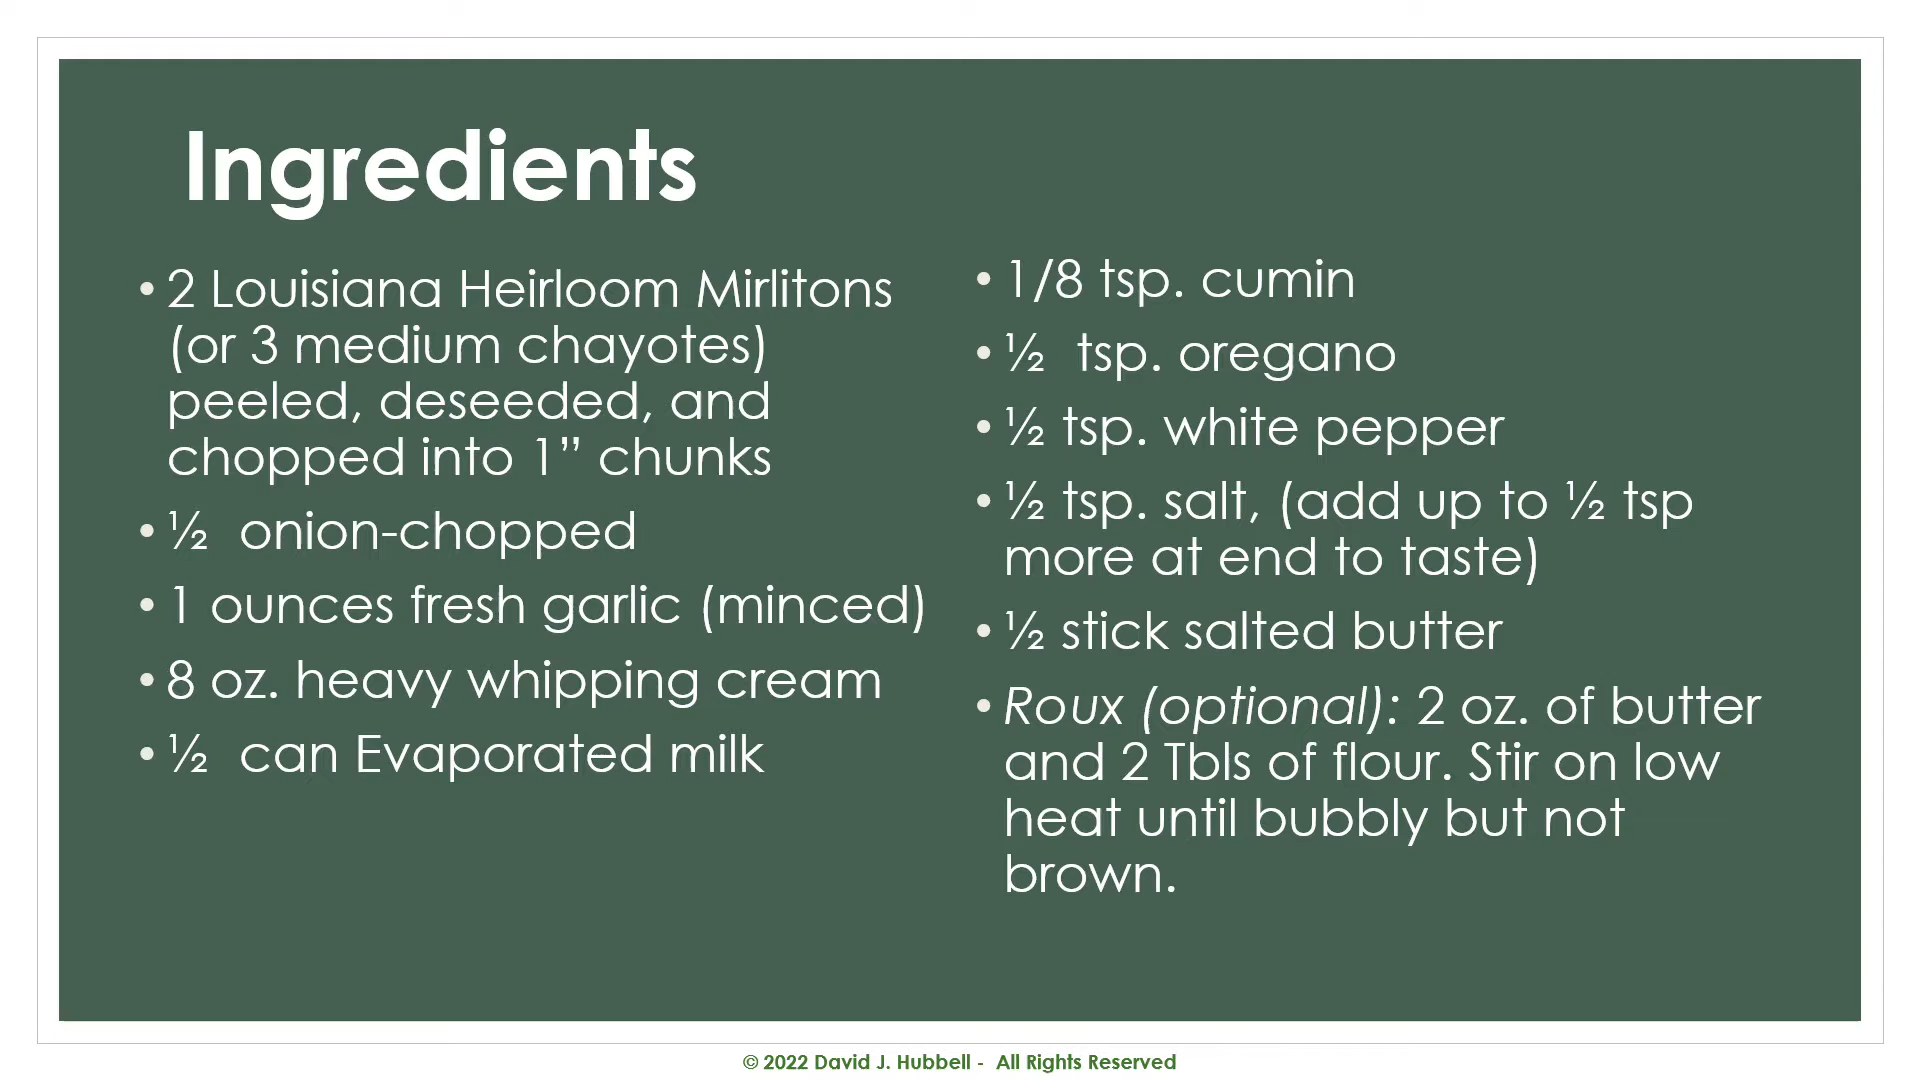 Ingredients
• 2 Louisiana Heirloom Mirlitons
(or 3 medium chayotes)
peeled, deseeded, and
chopped into 1” chunks
• ½  onion-chopped
• 1 ounces fresh garlic (minced)
• 8 oz. heavy whipping cream
• ½  can Evaporated milk
• 1/8 tsp. cumin
• ½  tsp. oregano
• ½ tsp. white pepper
• ½ tsp. salt, (add up to ½ tsp
more at end to taste)
• ½ stick salted butter
• Roux (optional): 2 oz. of butter
and 2 Tbls of flour. Stir on low
heat until bubbly but not
brown.
© 2022 David J. Hubbell -  All Rights Reserved